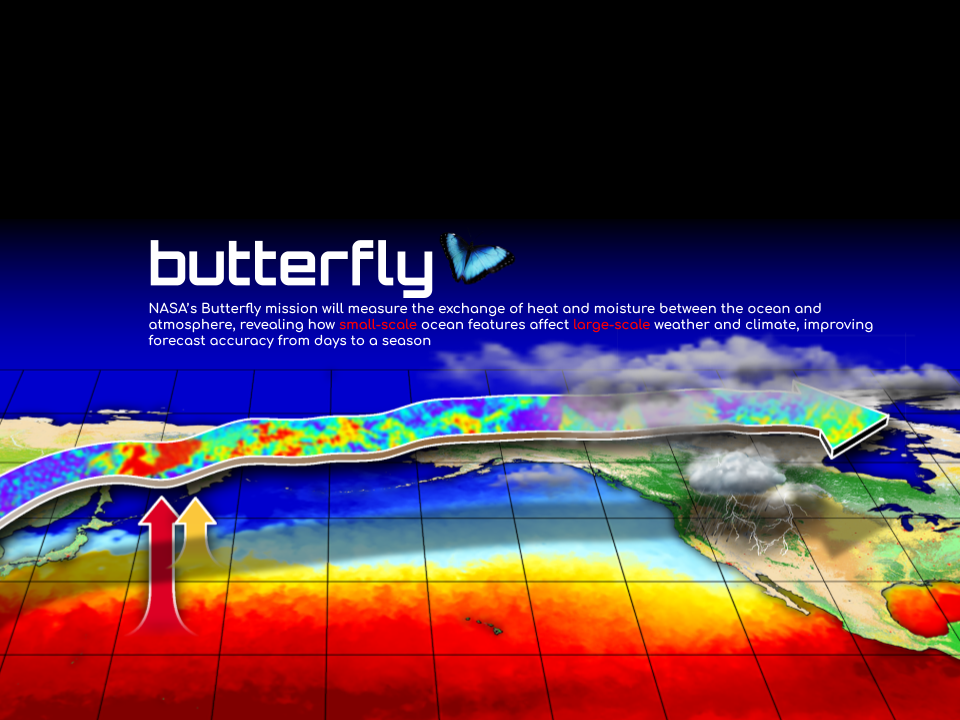 butterfly
NASA's Butterfly mission will measure the exchange of heat and moisture between the ocean and
atmosphere, revealing how small-scale ocean features affect large-scale weather and climate, improving
forecast accuracy from days to a season